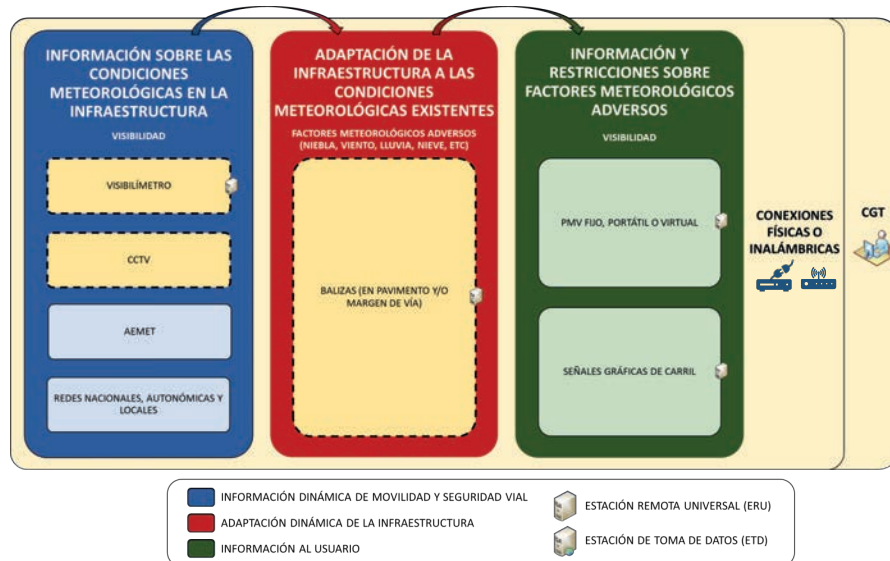 INFORMACIÓN SOBRE LAS
CONDICIONES
METEOROLÓGICAS EN LA
INFRAESTRUCTURA
VISIBILIDAD
VISIBILÍMETRO
CCTV
AEMET
REDES NACIONALES, AUTONÓMICAS Y
LOCALES
ADAPTACIÓN DE LA
INFRAESTRUCTURA A LAS
CONDICIONES
METEOROLÓGICAS EXISTENTES
FACTORES METEOROLÓGICOS ADVERSOS
(NIEBLA, VIENTO, LLUVIA, NIEVE, ETC)
BALIZAS (EN PAVIMENTO Y/O
MARGEN DE VÍA)
INFORMACIÓN Y
RESTRICCIONES SOBRE
FACTORES METEOROLÓGICOS
ADVERSOS
VISIBILIDAD
PMV FIJO, PORTÁTIL O VIRTUAL
SEÑALES GRÁFICAS DE CARRIL
CONEXIONES
FÍSICAS O
INALÁMBRICAS
CGT
INFORMACIÓN DINÁMICA DE MOVILIDAD Y SEGURIDAD VIAL
ADAPTACIÓN DINÁMICA DE LA INFRAESTRUCTURA
INFORMACIÓN AL USUARIO
ESTACIÓN REMOTA UNIVERSAL (ERU)
ESTACIÓN DE TOMA DE DATOS (ETD)